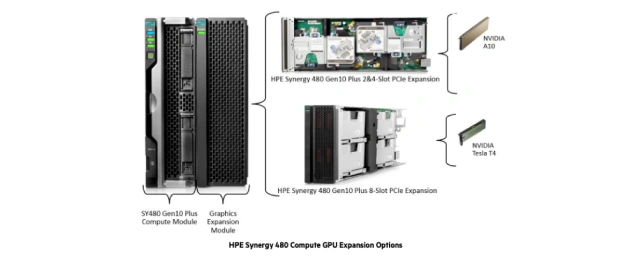 NVIDIA
A10
HPE Synergy 480 Gen10 Plus 2&4-Slot PCIe Expansion
NVIDIA
Tesla T4
HPE Synergy 480 Gen10 Plus 8-Slot PCIe Expansion
SY480 Gen10 Plus
Compute Module
Graphics
Expansion
Module
HPE Synergy 480 Compute GPU Expansion Options